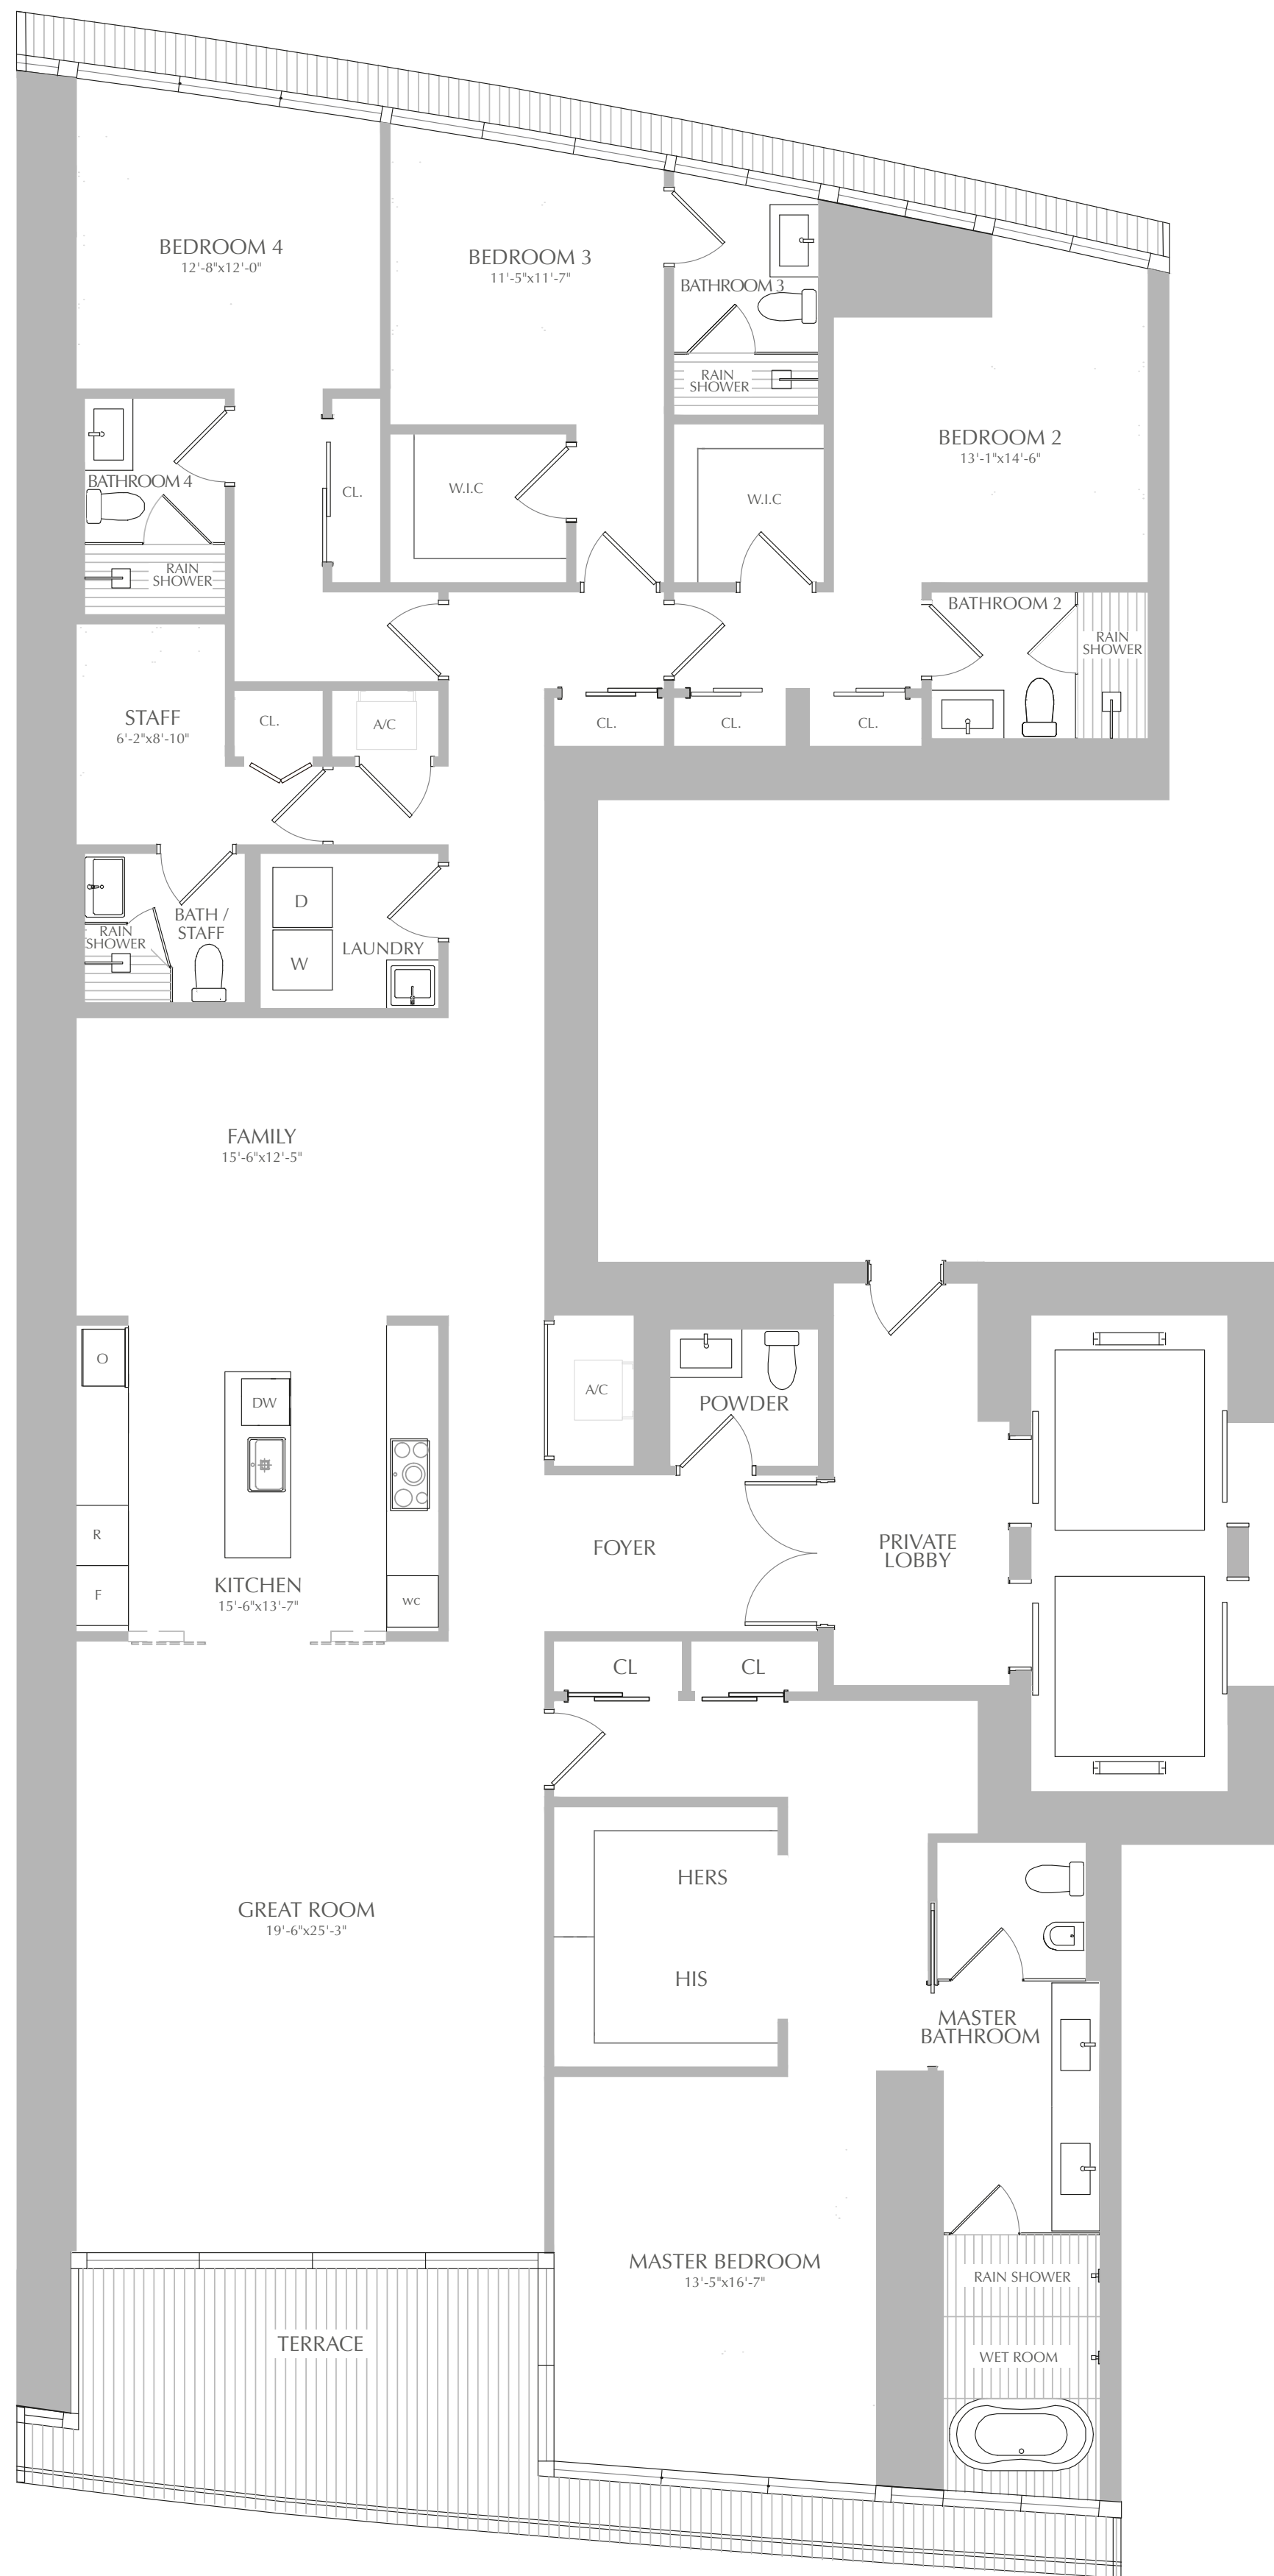 BEDROOM 4
12'-8"x12'-0"
BEDROOM 3
11'-5"x11'-7"
BATHROOM 3
RAIN
SHOWER
BEDROOM 2
13'-1"x14'-6"
BATHROOM 4
RAIN
SHOWER
CL.
W.I.C
W.I.C
BATHROOM 2
RAIN
SHOWER
STAFF
6'-2"x8'-10"
CL.
A/C
CL.
CL.
CL.
BATH /
STAFF
RAIN
SHOWER
D
W
LAUNDRY
FAMILY
15'-6"x12'-5"
O
DW
R
F
KITCHEN
15'-6"x13'-7"
WC
A/C
POWDER
FOYER
PRIVATE
LOBBY
CL
CL
HERS
HIS
GREAT ROOM
19'-6"x25'-3"
MASTER
BATHROOM
MASTER BEDROOM
13'-5"x16'-7"
RAIN SHOWER
WET ROOM
TERRACE